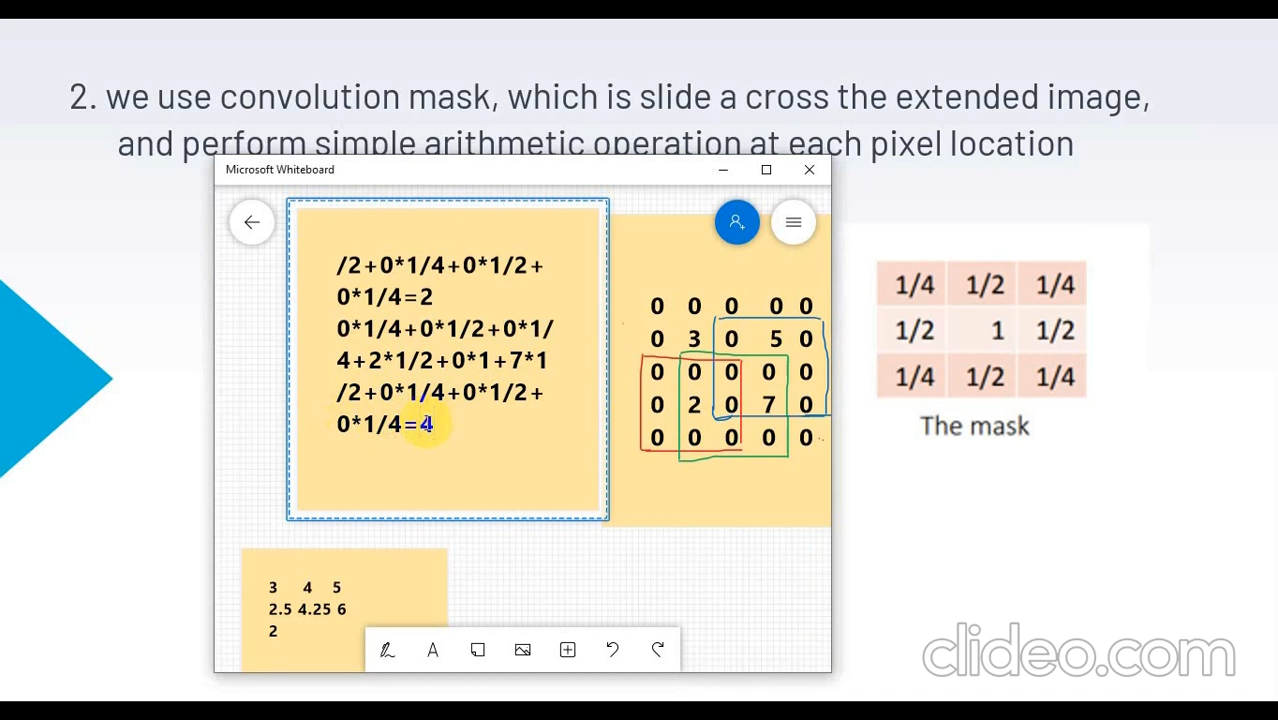 2. we use convolution mask, which is slide a cross the extended image,
and perform simple arithmetic operation at each pixel location
Microsoft Whiteboard
/2+0*1/4+0*1/2+
0*1/4=2
0*1/4+0*1/2+0*1/
4+2*1/2+0*1+7*1
/2+0*1/4+0*1/2+
0*1/4=4
0 0 0 0 0
0 3 0 5 0
0 0 0 0 0
0 2 0 7 0
0 0 0 0 0
1/4 1/2 1/4
1/2 1 1/2
1/4 1/2 1/4
The mask
3 4 5
2.5 4.25 6
2
A
clideo.com